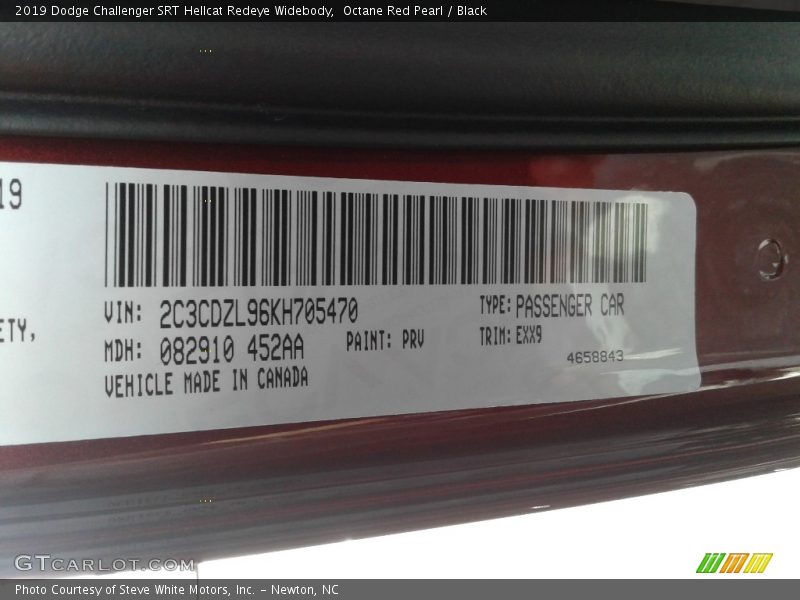 2019 Dodge Challenger SRT Hellcat Redeye Widebody, Octane Red Pearl / Black
19
ETY,
VIN: 2C3CDZL96KH705470
TYPE: PASSENGER CAR
MDH: 082910 452AA
PAINT: PRV
TRIM: EXX9
4658843
VEHICLE MADE IN CANADA
GTCARLOT.COM
Photo Courtesy of Steve White Motors, Inc. – Newton, NC